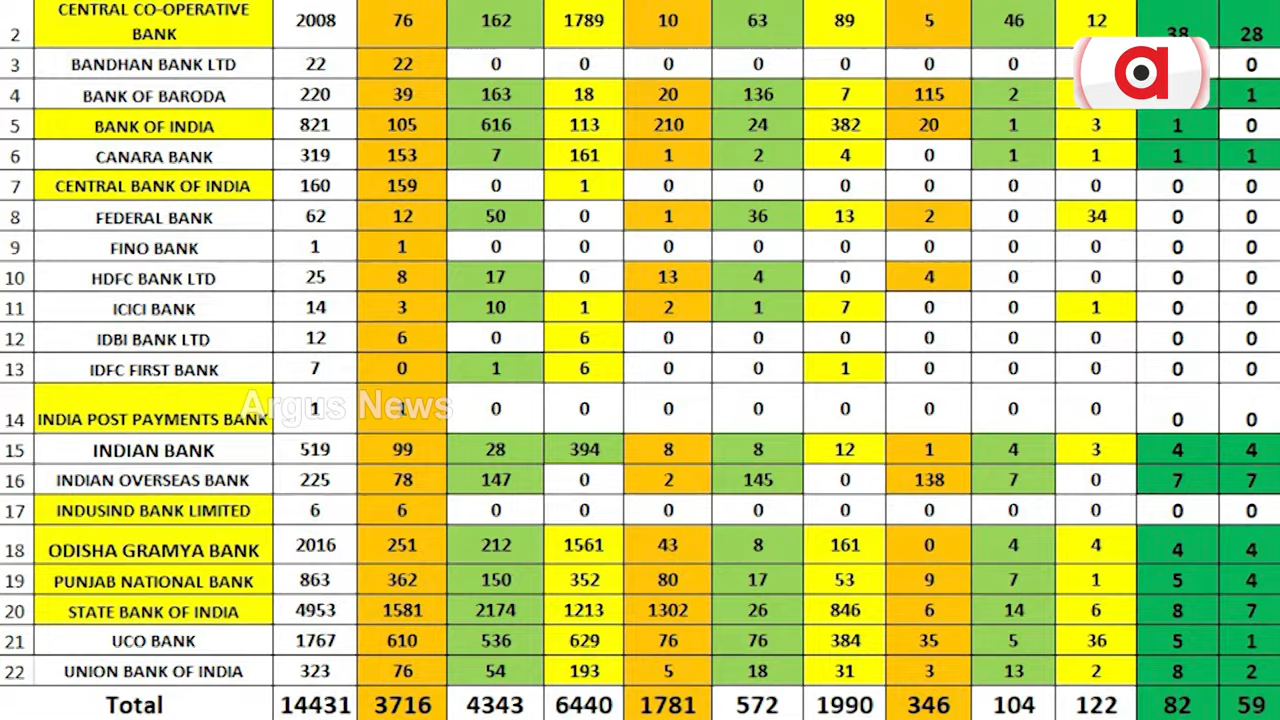 2 CENTRAL CO-OPERATIVE BANK 2008 76 162 1789 10 63 89 5 46 12 38 28
3 BANDHAN BANK LTD 22 22 0 0 0 0 0 0 0 0
4 BANK OF BARODA 220 39 163 18 20 136 7 115 2 1
5 BANK OF INDIA 821 105 616 113 210 24 382 20 1 3 1 0
6 CANARA BANK 319 153 7 161 1 2 4 0 1 1 1 1
7 CENTRAL BANK OF INDIA 160 159 0 1 0 0 0 0 0 0 0 0
8 FEDERAL BANK 62 12 50 0 1 36 13 2 0 34 0 0
9 FINO BANK 1 1 0 0 0 0 0 0 0 0 0 0
10 HDFC BANK LTD 25 8 17 0 13 4 0 4 0 0 0 0
11 ICICI BANK 14 3 10 1 2 1 7 0 0 1 0 0
12 IDBI BANK LTD 12 6 0 6 0 0 0 0 0 0 0 0
13 IDFC FIRST BANK 7 0 1 6 0 0 1 0 0 0 0 0
14 INDIA POST PAYMENTS BANK 1 1 0 0 0 0 0 0 0 0 0 0
Argus News
15 INDIAN BANK 519 99 28 394 8 8 12 1 4 3 4 4
16 INDIAN OVERSEAS BANK 225 78 147 0 2 145 0 138 7 0 7 7
17 INDUSIND BANK LIMITED 6 6 0 0 0 0 0 0 0 0 0 0
18 ODISHA GRAMYA BANK 2016 251 212 1561 43 8 161 0 4 4 4 4
19 PUNJAB NATIONAL BANK 863 362 150 352 80 17 53 9 7 1 5 4
20 STATE BANK OF INDIA 4953 1581 2174 1213 1302 26 846 6 14 6 8 7
21 UCO BANK 1767 610 536 629 76 76 384 35 5 36 5 1
22 UNION BANK OF INDIA 323 76 54 193 5 18 31 3 13 2 8 2
Total 14431 3716 4343 6440 1781 572 1990 346 104 122 82 59